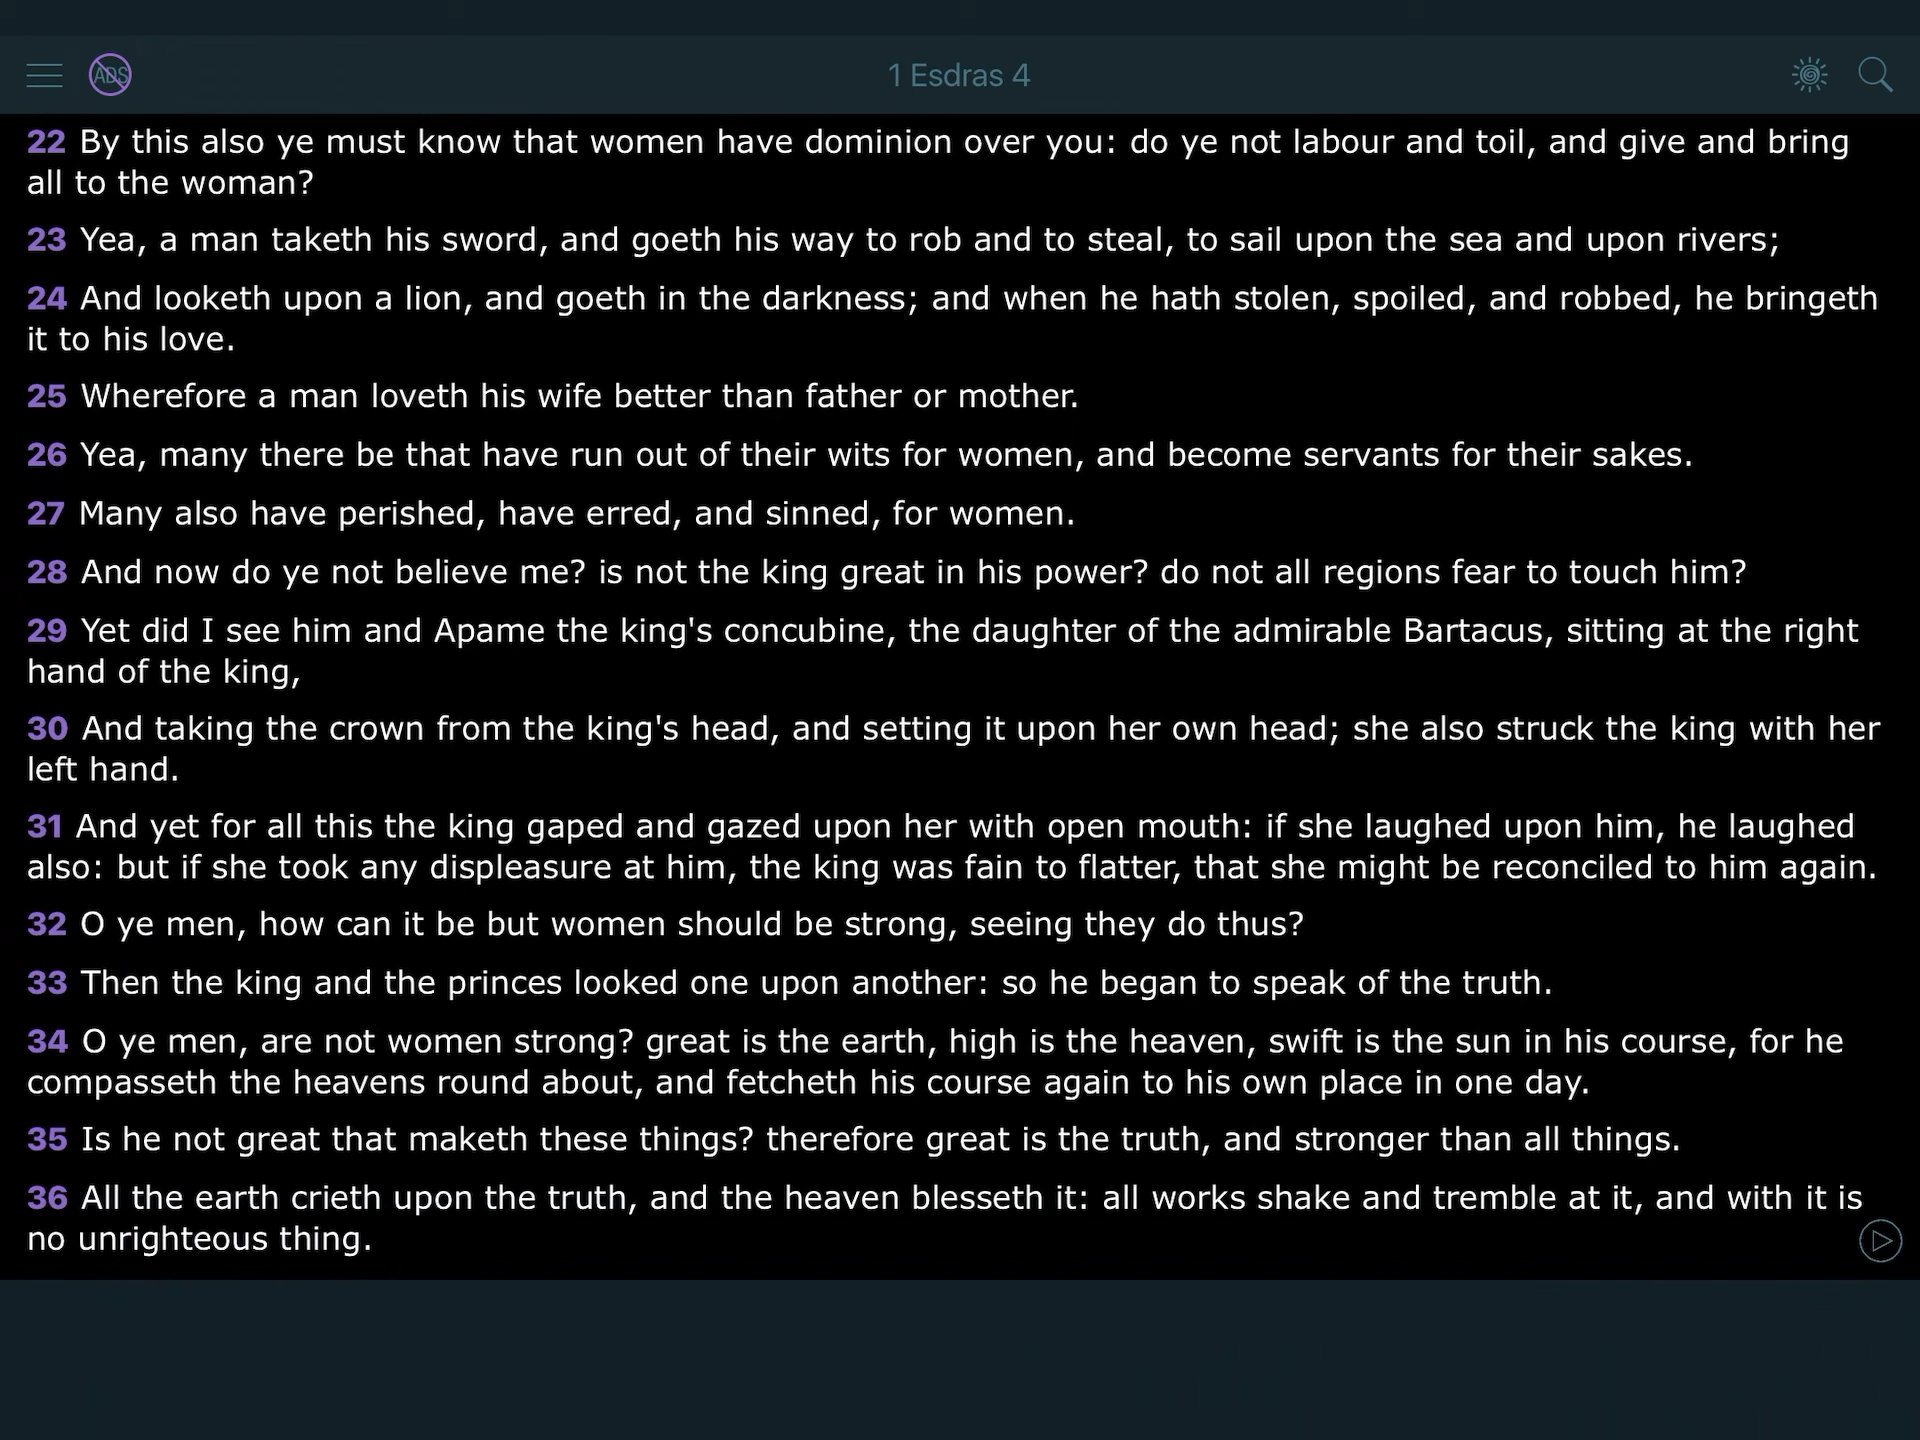 ADS
1 Esdras 4
22 By this also ye must know that women have dominion over you: do ye not labour and toil, and give and bring
all to the woman?
23 Yea, a man taketh his sword, and goeth his way to rob and to steal, to sail upon the sea and upon rivers;
24 And looketh upon a lion, and goeth in the darkness; and when he hath stolen, spoiled, and robbed, he bringeth
it to his love.
25 Wherefore a man loveth his wife better than father or mother.
26 Yea, many there be that have run out of their wits for women, and become servants for their sakes.
27 Many also have perished, have erred, and sinned, for women.
28 And now do ye not believe me? is not the king great in his power? do not all regions fear to touch him?
29 Yet did I see him and Apame the king's concubine, the daughter of the admirable Bartacus, sitting at the right
hand of the king,
30 And taking the crown from the king's head, and setting it upon her own head; she also struck the king with her
left hand.
31 And yet for all this the king gaped and gazed upon her with open mouth: if she laughed upon him, he laughed
also: but if she took any displeasure at him, the king was fain to flatter, that she might be reconciled to him again.
32 O ye men, how can it be but women should be strong, seeing they do thus?
33 Then the king and the princes looked one upon another: so he began to speak of the truth.
34 O ye men, are not women strong? great is the earth, high is the heaven, swift is the sun in his course, for he
compasseth the heavens round about, and fetcheth his course again to his own place in one day.
35 Is he not great that maketh these things? therefore great is the truth, and stronger than all things.
36 All the earth crieth upon the truth, and the heaven blesseth it: all works shake and tremble at it, and with it is
no unrighteous thing.